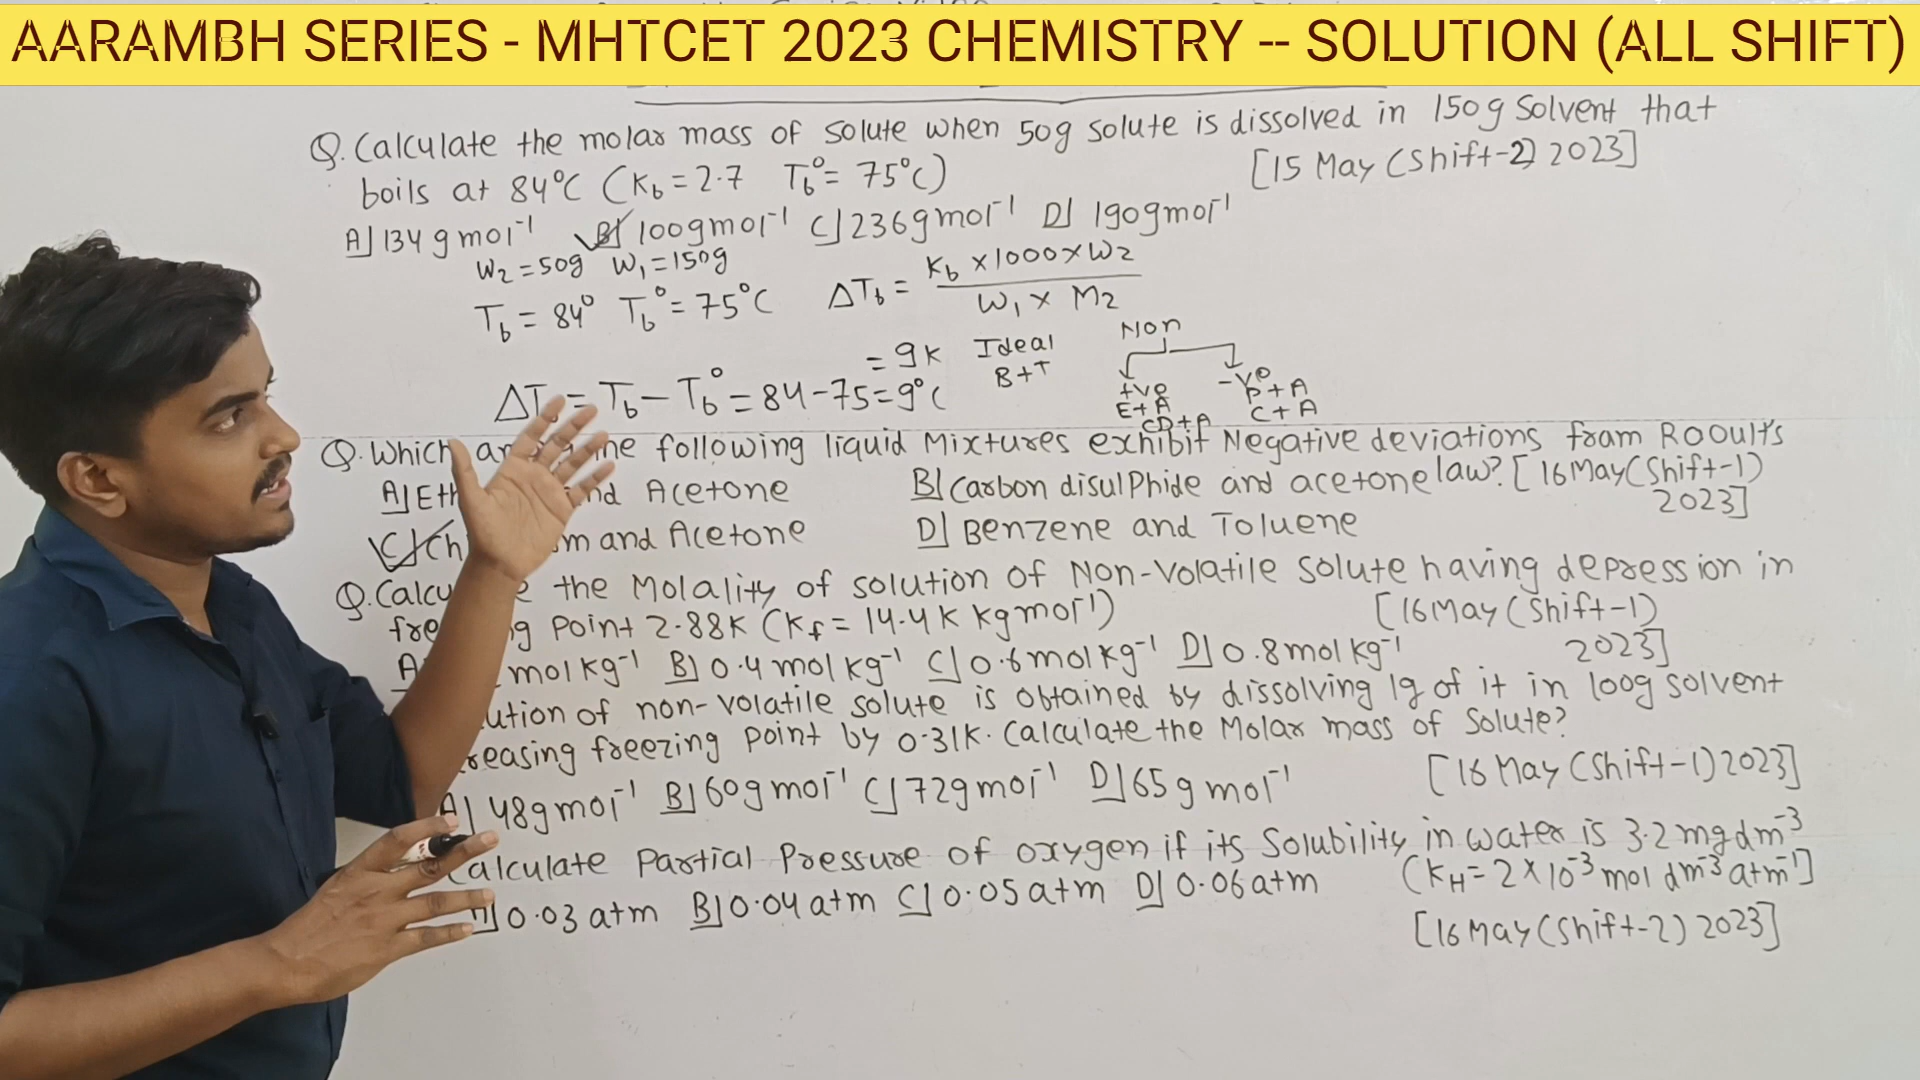 AARAMBH SERIES - MHTCET 2023 CHEMISTRY -- SOLUTION (ALL SHIFT)
Q. Calculate the molar mass of solute when 50g solute is dissolved in 150g solvent that
boils at 84°C (Kb = 2.7 Tb° = 75°C) [15 May (Shift-2) 2023]
A] 134 g mol⁻¹ B] 100g mol⁻¹ C] 236g mol⁻¹ D] 190g mol⁻¹
W₂ = 50g W₁ = 150g
Tb = 84° Tb° = 75°C
ΔTb = Kb × 1000 × W₂
W₁ × M₂
= 9K
ΔT = Tb – Tb° = 84 – 75 = 9°C
Ideal
B+T
Non
+ve
E+A
CD+A
-ve
P+A
C+A
Q. Which the following liquid Mixtures exhibit Negative deviations fram Raoult's
law? [16 May (Shift-1)
2023]
A] Eth nd Acetone B] Carbon disulphide and acetone
C] Ch m and Acetone D] Benzene and Toluene
Q. Calcu e the Molality of solution of Non-Volatile solute having depression in
fre g Point 2.88K (Kf = 14.4 K kg mol⁻¹) [16 May (Shift-1)
2023]
A] mol kg⁻¹ B] 0.4 mol kg⁻¹ C] 0.6 mol kg⁻¹ D] 0.8 mol kg⁻¹
ution of non-volatile solute is obtained by dissolving 1g of it in 100g solvent
reasing freezing point by 0.31K. Calculate the Molar mass of Solute?
[16 May (Shift-1) 2023]
A] 48g mol⁻¹ B] 60g mol⁻¹ C] 72g mol⁻¹ D] 65 g mol⁻¹
Calculate Partial Pressure of oxygen if its Solubility in water is 3.2 mg dm⁻³
(KH = 2 × 10⁻³ mol dm⁻³ atm⁻¹]
A] 0.03 atm B] 0.04 atm C] 0.05 atm D] 0.06 atm
[16 May (Shift-2) 2023]